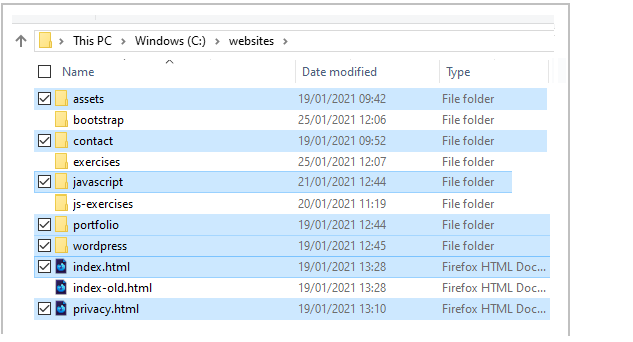 This PC > Windows (C:) > websites >
Name Date modified Type
assets 19/01/2021 09:42 File folder
bootstrap 25/01/2021 12:06 File folder
contact 19/01/2021 09:52 File folder
exercises 25/01/2021 12:07 File folder
javascript 21/01/2021 12:44 File folder
js-exercises 20/01/2021 11:19 File folder
portfolio 19/01/2021 12:44 File folder
wordpress 19/01/2021 12:45 File folder
index.html 19/01/2021 13:28 Firefox HTML Doc...
index-old.html 19/01/2021 13:28 Firefox HTML Doc...
privacy.html 19/01/2021 13:10 Firefox HTML Doc...